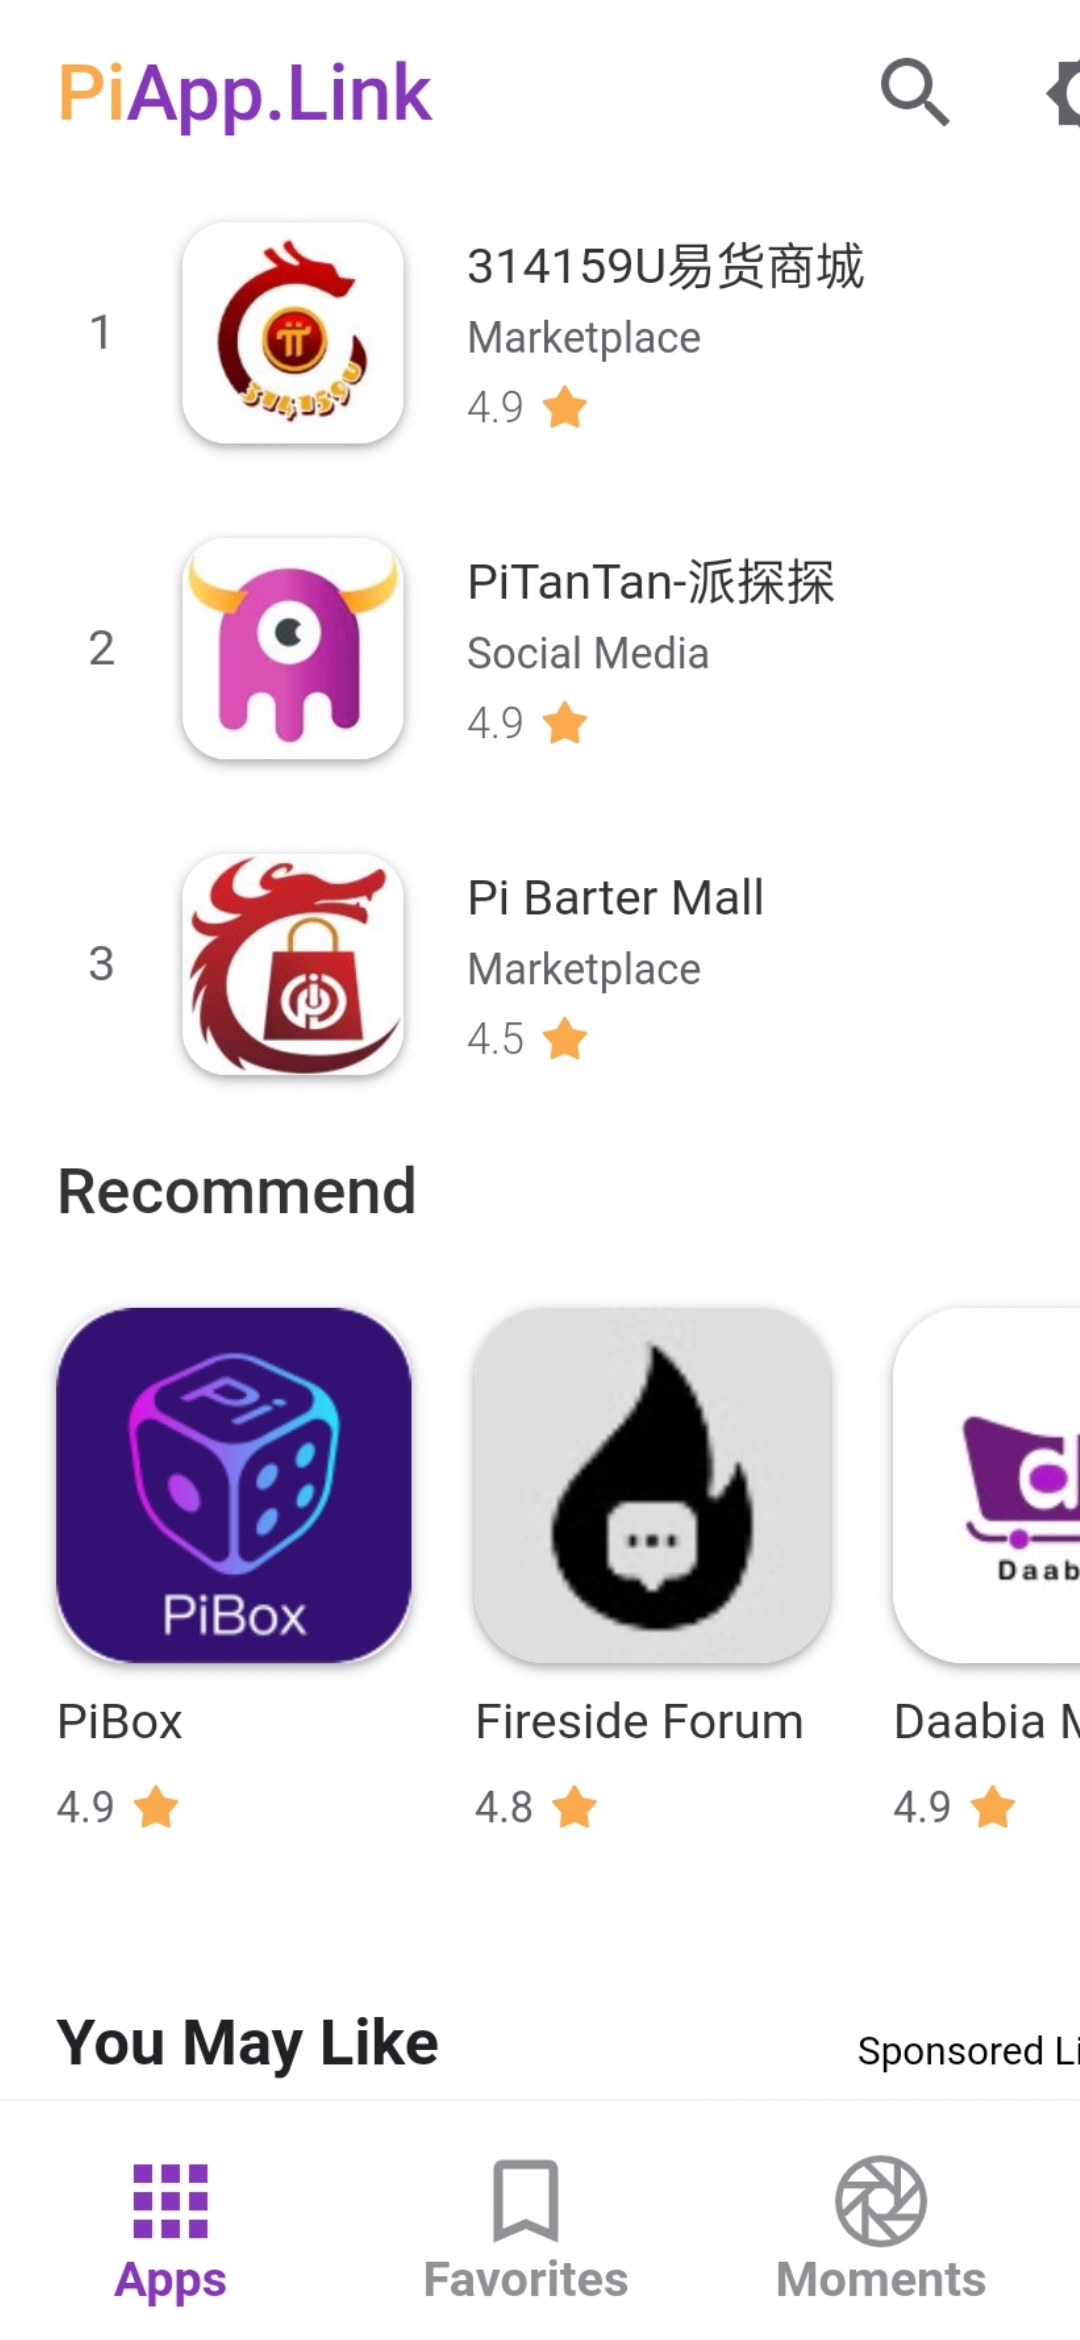 PiApp.Link
1
314159U
314159U易货商城
Marketplace
4.9
2
PiTanTan-派探探
Social Media
4.9
3
Pi Barter Mall
Marketplace
4.5
Recommend
Pi
PiBox
PiBox
4.9
Fireside Forum
4.8
Daab
Daabia
4.9
You May Like
Sponsored
Apps
Favorites
Moments